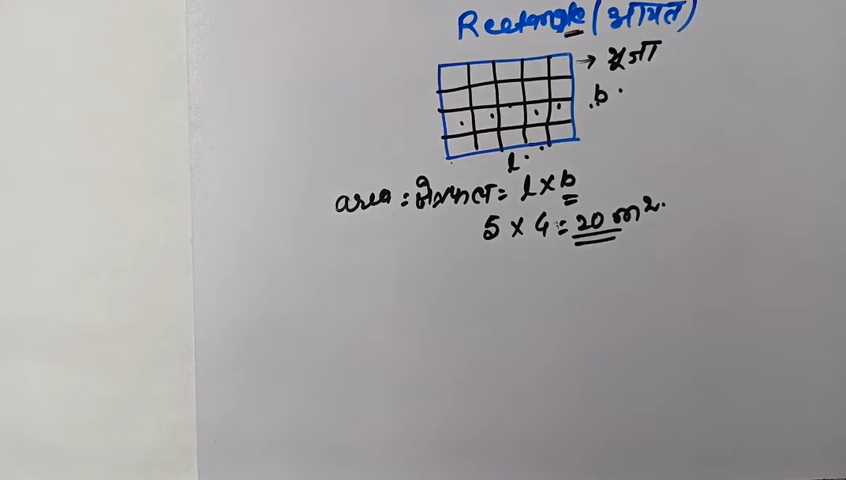 Rectangle (आयत)
→ भूजा
b
l
area = क्षेत्रफल = l × b
5 × 4 = 20 m².